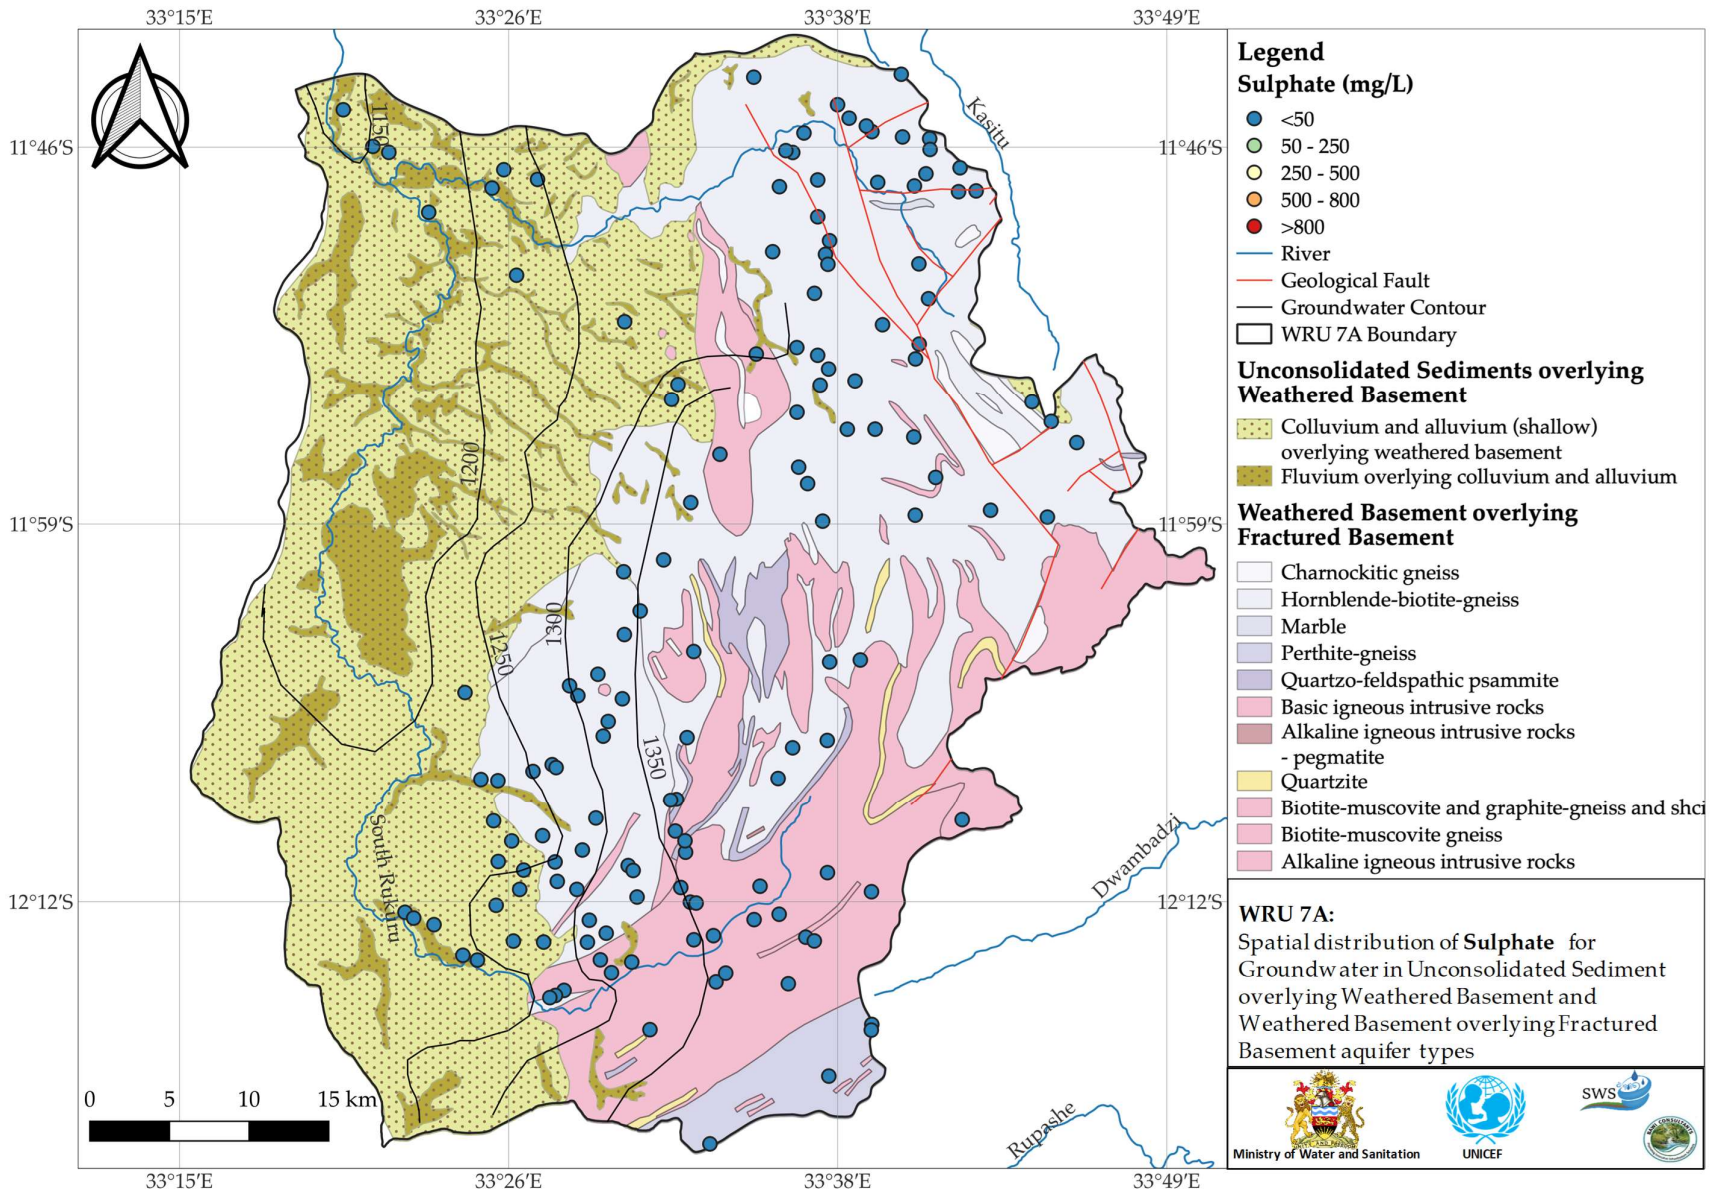 33°15'E 33°26'E 33°38'E 33°49'E
11°46'S 11°46'S
11°59'S 11°59'S
12°12'S 12°12'S
33°15'E 33°26'E 33°38'E 33°49'E
1150
1200
1250
1300
1350
Kasitu
South Rukuru
Dwambadzi
Rupashe
0 5 10 15 km
Legend
Sulphate (mg/L)
<50
50 - 250
250 - 500
500 - 800
>800
River
Geological Fault
Groundwater Contour
WRU 7A Boundary
Unconsolidated Sediments overlying
Weathered Basement
Colluvium and alluvium (shallow)
overlying weathered basement
Fluvium overlying colluvium and alluvium
Weathered Basement overlying
Fractured Basement
Charnockitic gneiss
Hornblende-biotite-gneiss
Marble
Perthite-gneiss
Quartzo-feldspathic psammite
Basic igneous intrusive rocks
Alkaline igneous intrusive rocks
- pegmatite
Quartzite
Biotite-muscovite and graphite-gneiss and shci
Biotite-muscovite gneiss
Alkaline igneous intrusive rocks
WRU 7A:
Spatial distribution of Sulphate for
Groundwater in Unconsolidated Sediment
overlying Weathered Basement and
Weathered Basement overlying Fractured
Basement aquifer types
Ministry of Water and Sanitation
UNICEF
SWS